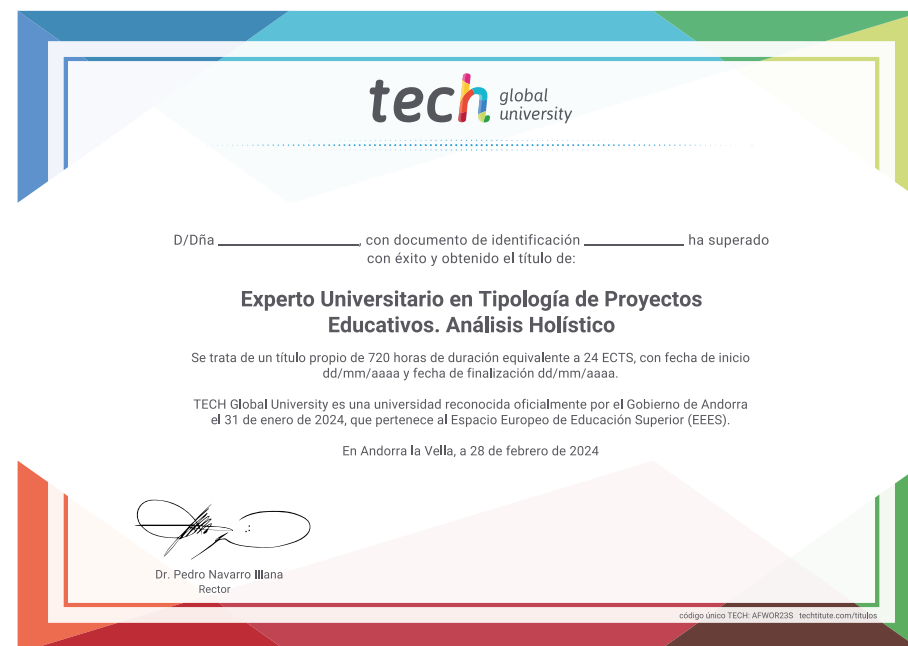 tech global university
D/Dña ____________________, con documento de identificación ______________ ha superado
con éxito y obtenido el título de:
Experto Universitario en Tipología de Proyectos
Educativos. Análisis Holístico
Se trata de un título propio de 720 horas de duración equivalente a 24 ECTS, con fecha de inicio
dd/mm/aaaa y fecha de finalización dd/mm/aaaa.
TECH Global University es una universidad reconocida oficialmente por el Gobierno de Andorra
el 31 de enero de 2024, que pertenece al Espacio Europeo de Educación Superior (EEES).
En Andorra la Vella, a 28 de febrero de 2024
Dr. Pedro Navarro Illana
Rector
código único TECH: AFWOR23S techtitute.com/titulos